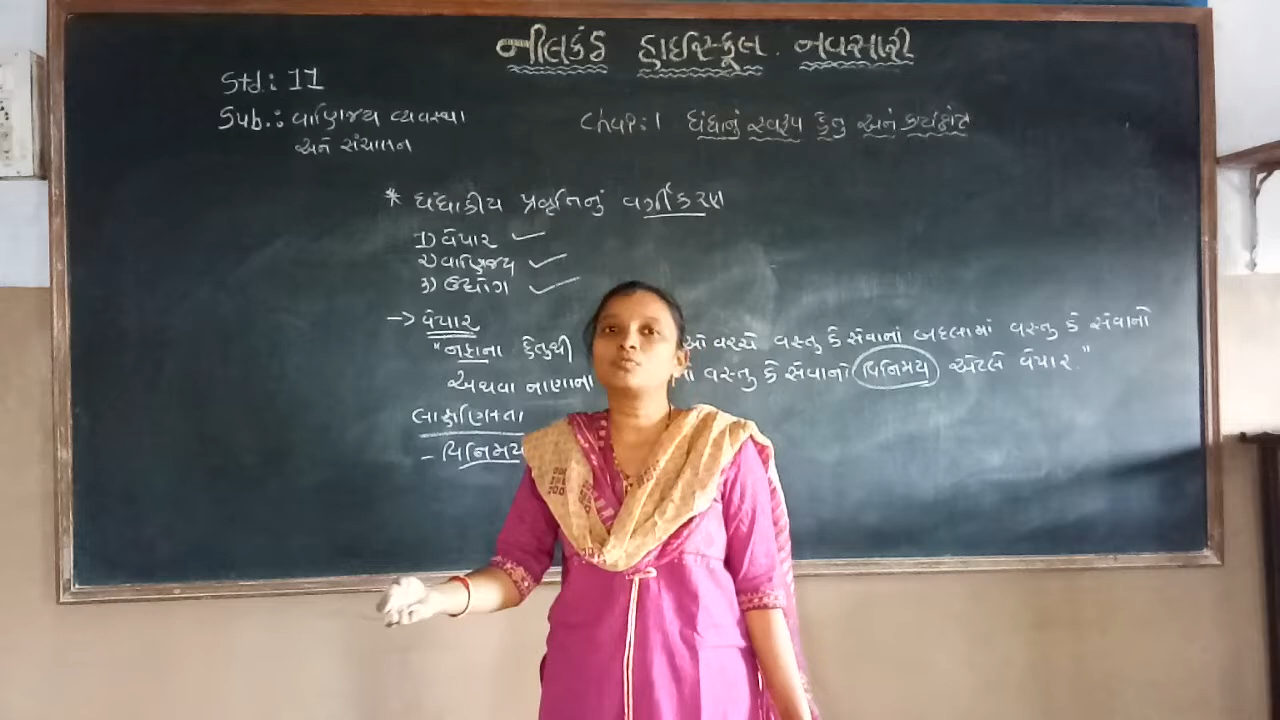 નીલકંઠ હાઈસ્કૂલ. નવસારી
Std: 11
Sub.: વાણિજ્ય વ્યવસ્થા
અને સંચાલન
Chap:1 ધંધાનું સ્વરૂપ હેતુ અને કાર્યક્ષેત્ર
* ધંધાકીય પ્રવૃત્તિનું વર્ગીકરણ
1) વેપાર
2) વાણિજ્ય
3) ઉદ્યોગ
-> વેપાર
"નફાના હેતુથી વચ્ચે વસ્તુ કે સેવાનાં બદલામાં વસ્તુ કે સેવાનો
અથવા નાણાના વસ્તુ કે સેવાનો વિનિમય એટલે વેપાર."
લાક્ષણિકતા
- વિનિમય